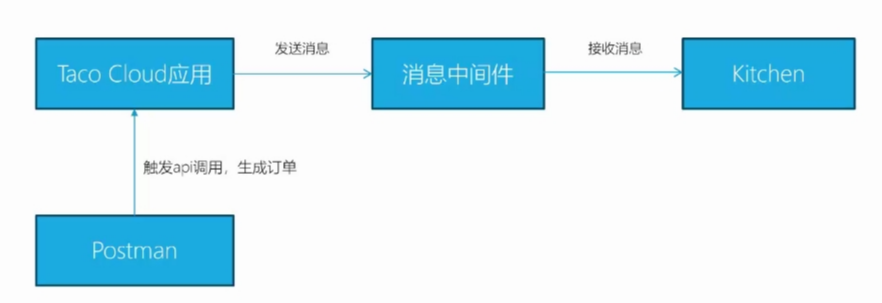 发送消息
接收消息
Taco Cloud应用
消息中间件
Kitchen
触发api调用，生成订单
Postman